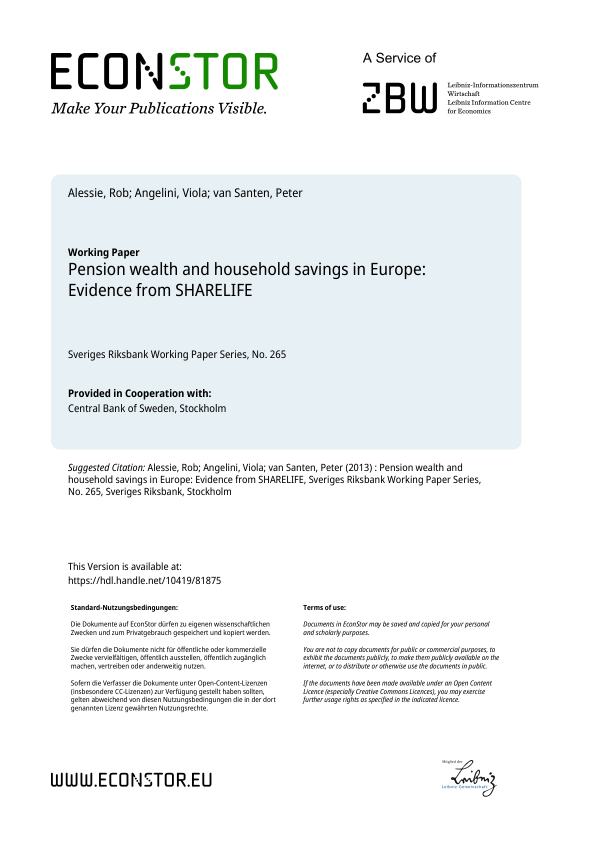 ECONSTOR
Make Your Publications Visible.
A Service of
ZBW
Leibniz-Informationszentrum
Wirtschaft
Leibniz Information Centre
for Economics
Alessie, Rob; Angelini, Viola; van Santen, Peter
Working Paper
Pension wealth and household savings in Europe:
Evidence from SHARELIFE
Sveriges Riksbank Working Paper Series, No. 265
Provided in Cooperation with:
Central Bank of Sweden, Stockholm
Suggested Citation: Alessie, Rob; Angelini, Viola; van Santen, Peter (2013) : Pension wealth and
household savings in Europe: Evidence from SHARELIFE, Sveriges Riksbank Working Paper Series,
No. 265, Sveriges Riksbank, Stockholm
This Version is available at:
https://hdl.handle.net/10419/81875
Standard-Nutzungsbedingungen:
Die Dokumente auf EconStor dürfen zu eigenen wissenschaftlichen
Zwecken und zum Privatgebrauch gespeichert und kopiert werden.
Sie dürfen die Dokumente nicht für öffentliche oder kommerzielle
Zwecke vervielfältigen, öffentlich ausstellen, öffentlich zugänglich
machen, vertreiben oder anderweitig nutzen.
Sofern die Verfasser die Dokumente unter Open-Content-Lizenzen
(insbesondere CC-Lizenzen) zur Verfügung gestellt haben sollten,
gelten abweichend von diesen Nutzungsbedingungen die in der dort
genannten Lizenz gewährten Nutzungsrechte.
Terms of use:
Documents in EconStor may be saved and copied for your personal
and scholarly purposes.
You are not to copy documents for public or commercial purposes, to
exhibit the documents publicly, to make them publicly available on the
internet, or to distribute or otherwise use the documents in public.
If the documents have been made available under an Open Content
Licence (especially Creative Commons Licences), you may exercise
further usage rights as specified in the indicated licence.
WWW.ECONSTOR.EU
Mitglied der
Leibniz
Leibniz-Gemeinschaft